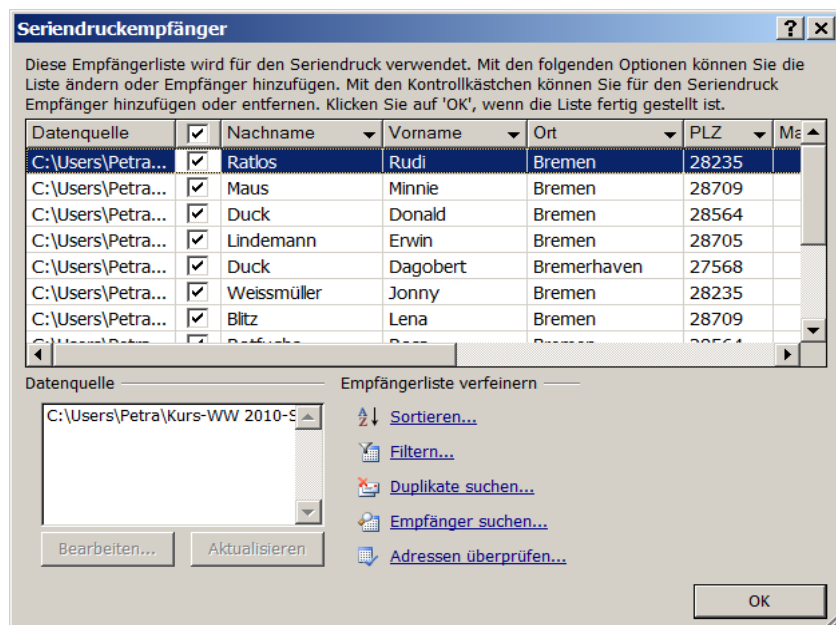 Seriendruckempfänger
Diese Empfängerliste wird für den Seriendruck verwendet. Mit den folgenden Optionen können Sie die
Liste ändern oder Empfänger hinzufügen. Mit den Kontrollkästchen können Sie für den Seriendruck
Empfänger hinzufügen oder entfernen. Klicken Sie auf 'OK', wenn die Liste fertig gestellt ist.
Datenquelle Nachname Vorname Ort PLZ Ma
C:\Users\Petra... Ratlos Rudi Bremen 28235
C:\Users\Petra... Maus Minnie Bremen 28709
C:\Users\Petra... Duck Donald Bremen 28564
C:\Users\Petra... Lindemann Erwin Bremen 28705
C:\Users\Petra... Duck Dagobert Bremerhaven 27568
C:\Users\Petra... Weissmüller Jonny Bremen 28235
C:\Users\Petra... Blitz Lena Bremen 28709
Datenquelle
C:\Users\Petra\Kurs-WW 2010-S
Bearbeiten... Aktualisieren
Empfängerliste verfeinern
Sortieren...
Filtern...
Duplikate suchen...
Empfänger suchen...
Adressen überprüfen...
OK